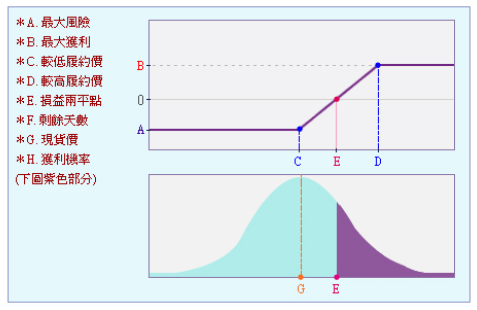 *A.最大風險
*B.最大獲利
*C.較低履約價
*D.較高履約價
*E.損益兩平點
*F.剩餘天數
*G.現貨價
*H.獲利機率
(下圖紫色部分)
B
0
A
C E D
G E